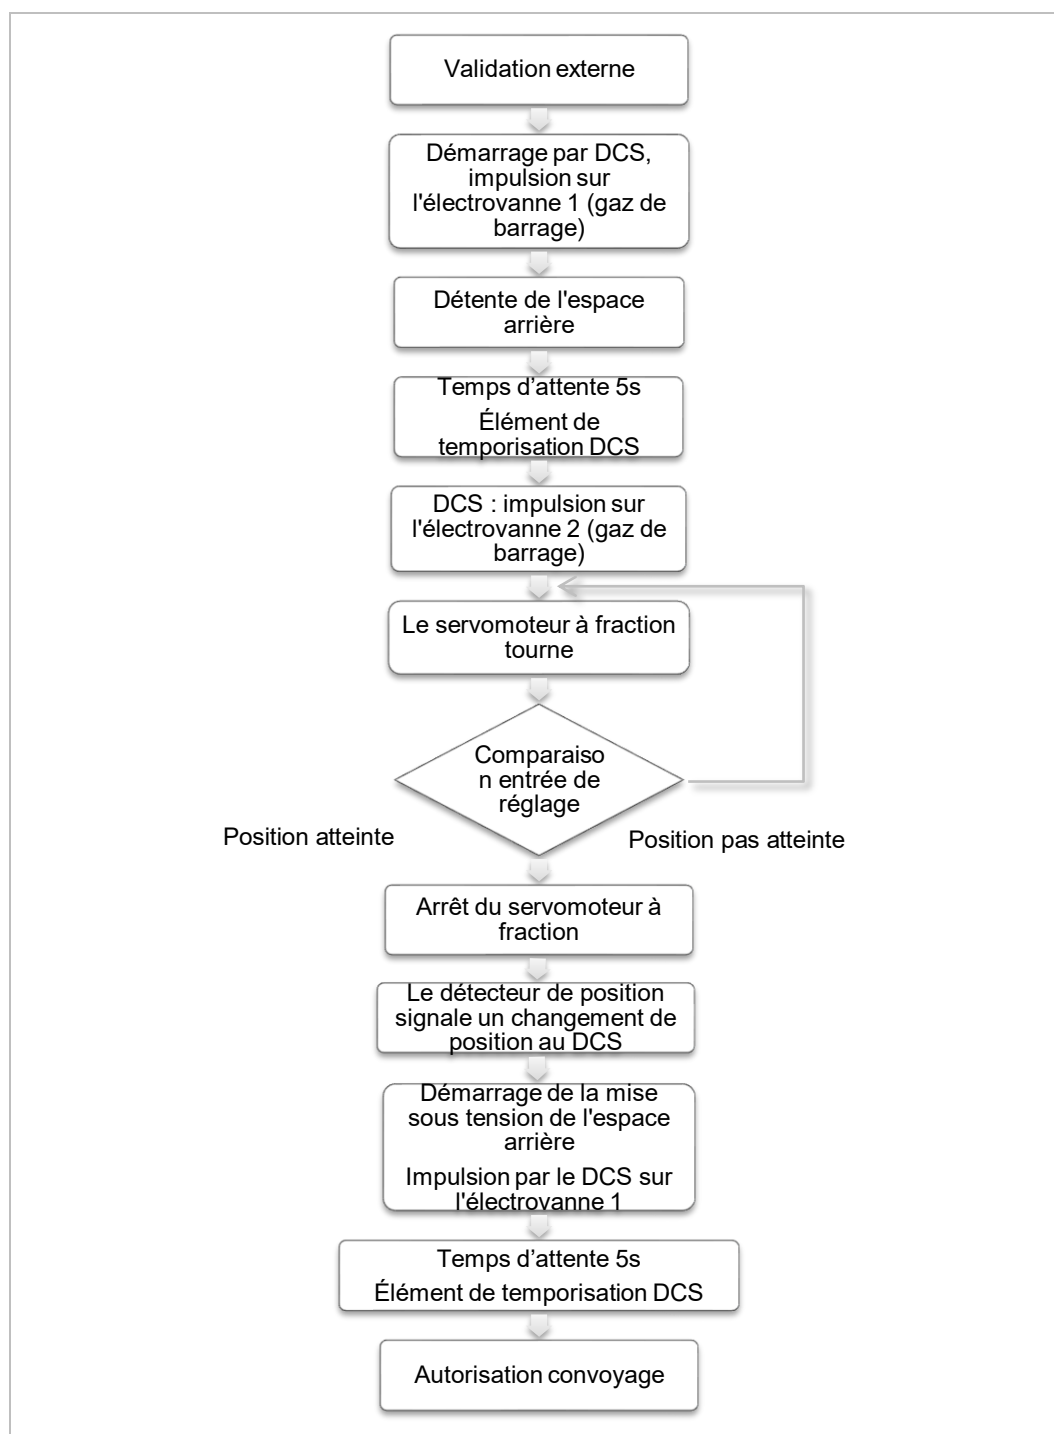 Validation externe
Démarrage par DCS,
impulsion sur
l'électrovanne 1 (gaz de
barrage)
Détente de l'espace
arrière
Temps d'attente 5s
Élément de
temporisation DCS
DCS : impulsion sur
l'électrovanne 2 (gaz de
barrage)
Le servomoteur à fraction
tourne
Comparaiso
n entrée de
réglage
Position atteinte
Position pas atteinte
Arrêt du servomoteur à
fraction
Le détecteur de position
signale un changement de
position au DCS
Démarrage de la mise
sous tension de l'espace
arrière
Impulsion par le DCS sur
l'électrovanne 1
Temps d'attente 5s
Élément de temporisation DCS
Autorisation convoyage